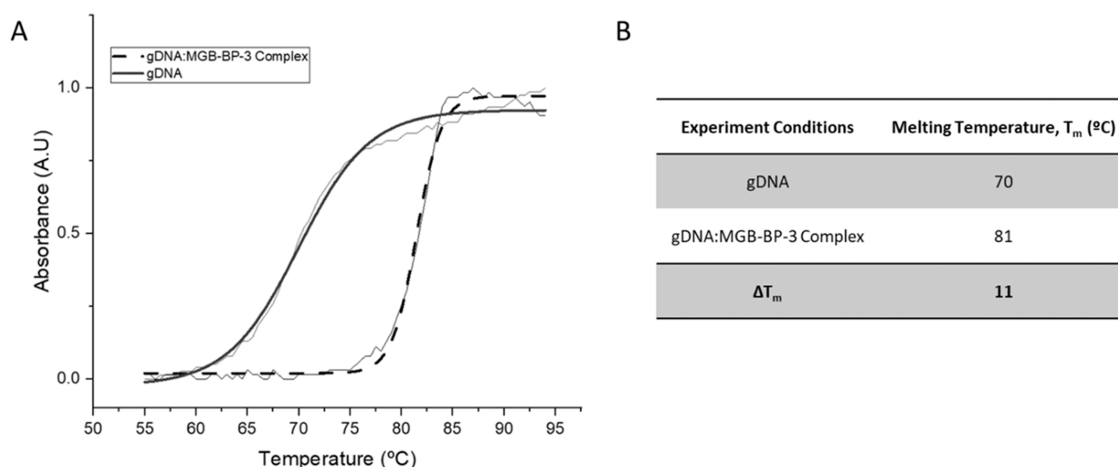 A
gDNA:MGB-BP-3 Complex
gDNA
1.0
0.5
0.0
Absorbance (A.U)
50 55 60 65 70 75 80 85 90 95
Temperature (ºC)
B
Experiment Conditions Melting Temperature, Tm (ºC)
gDNA 70
gDNA:MGB-BP-3 Complex 81
ΔTm 11